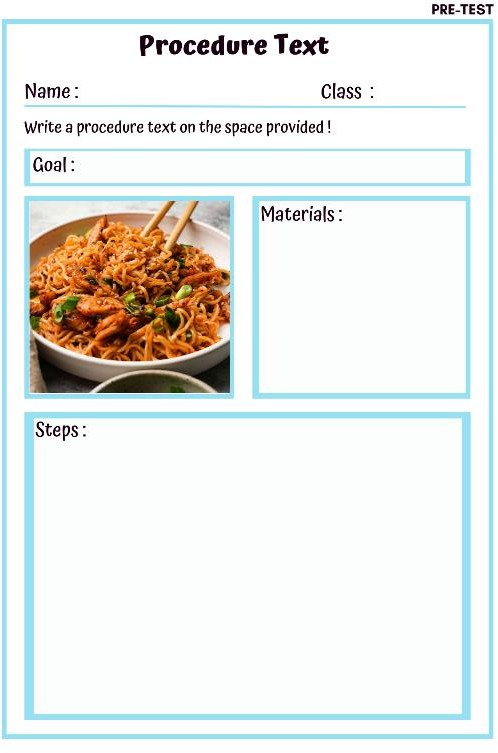 PRE-TEST
Procedure Text
Name :
Class :
Write a procedure text on the space provided !
Goal :
Materials :
Steps :